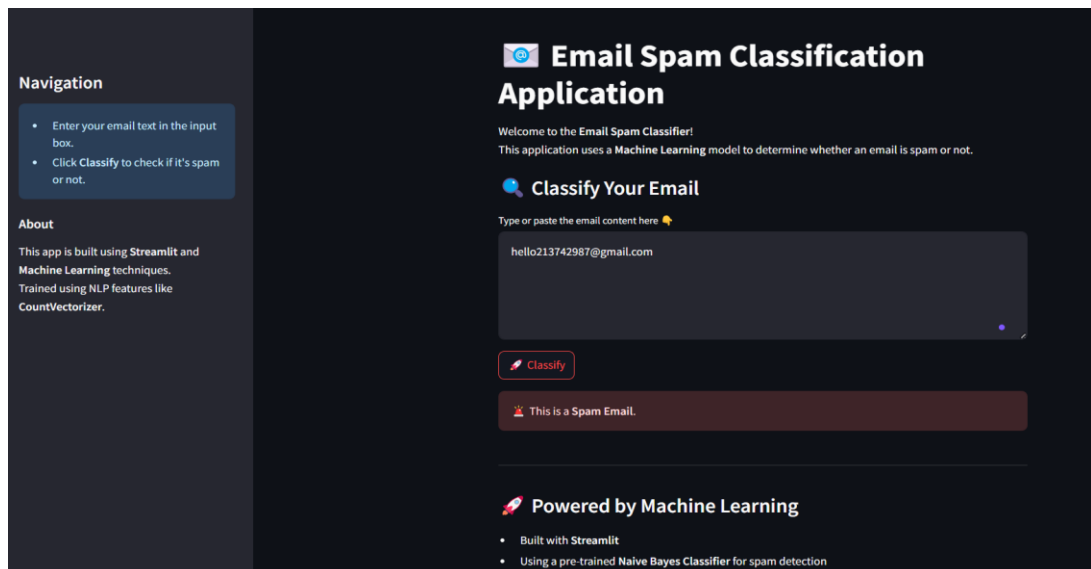 Navigation
• Enter your email text in the input
box.
• Click Classify to check if it's spam
or not.
About
This app is built using Streamlit and
Machine Learning techniques.
Trained using NLP features like
CountVectorizer.
📧 Email Spam Classification
Application
Welcome to the Email Spam Classifier!
This application uses a Machine Learning model to determine whether an email is spam or not.
🔍 Classify Your Email
Type or paste the email content here 👇
hello213742987@gmail.com
🚀 Classify
🚨 This is a Spam Email.
🚀 Powered by Machine Learning
• Built with Streamlit
• Using a pre-trained Naive Bayes Classifier for spam detection